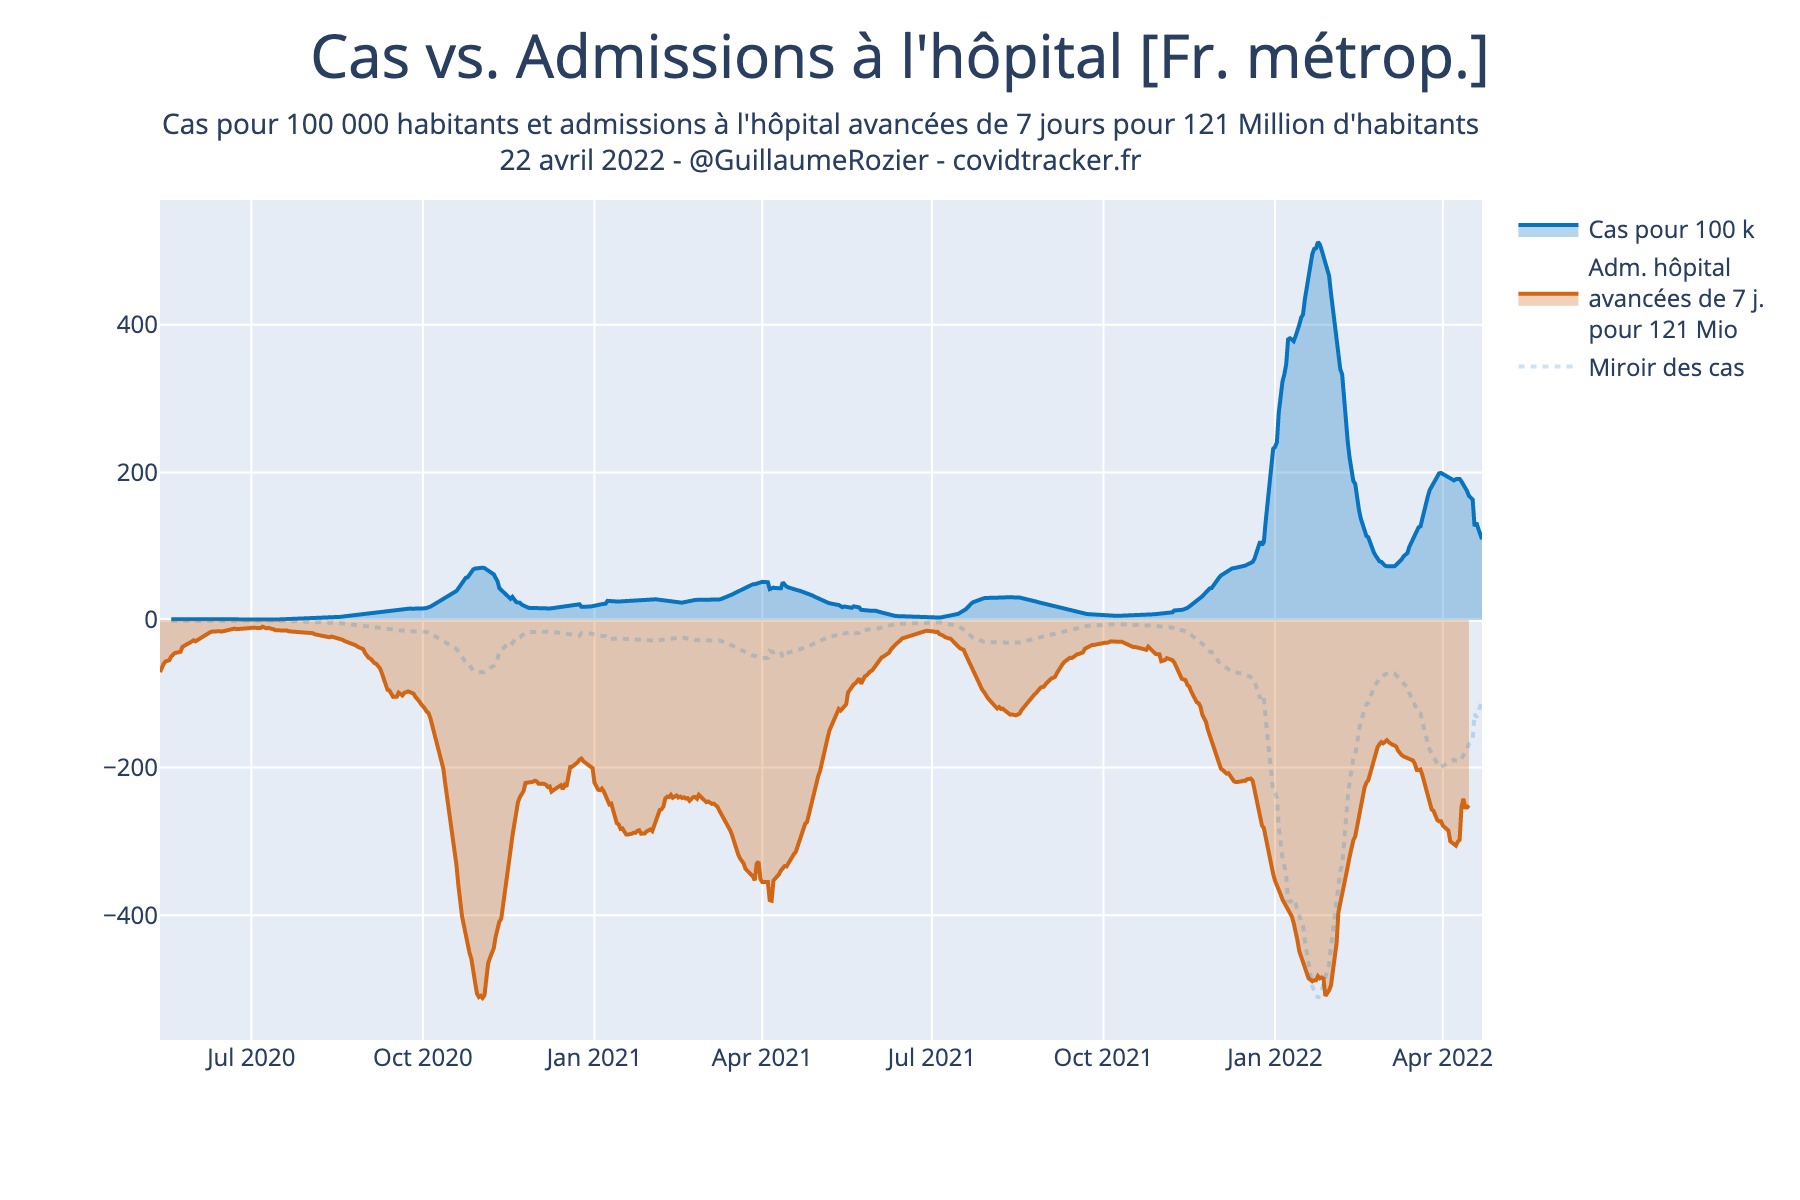 Cas vs. Admissions à l'hôpital [Fr. métrop.]
Cas pour 100 000 habitants et admissions à l'hôpital avancées de 7 jours pour 121 Million d'habitants
22 avril 2022 - @GuillaumeRozier - covidtracker.fr
Cas pour 100 k
Adm. hôpital
avancées de 7 j.
pour 121 Mio
Miroir des cas
400
200
0
−200
−400
Jul 2020
Oct 2020
Jan 2021
Apr 2021
Jul 2021
Oct 2021
Jan 2022
Apr 2022